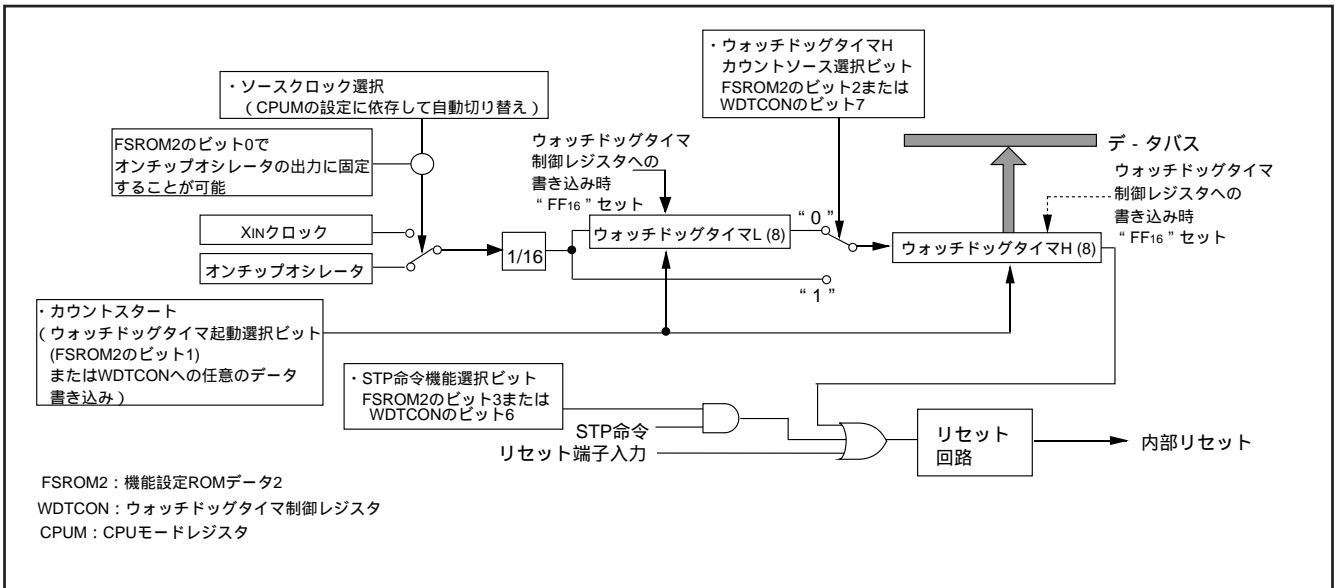 ・ソースクロック選択
（CPUMの設定に依存して自動切り替え）
FSROM2のビット0で
オンチップオシレータの出力に固定
することが可能
XINクロック
オンチップオシレータ
1/16
ウォッチドッグタイマ
制御レジスタへの
書き込み時
“FF16”セット
ウォッチドッグタイマL (8)
・ウォッチドッグタイマH
カウントソース選択ビット
FSROM2のビット2または
WDTCONのビット7
“0”
“1”
デ - タバス
ウォッチドッグタイマ
制御レジスタへの
書き込み時
“FF16”セット
ウォッチドッグタイマH (8)
・カウントスタート
（ウォッチドッグタイマ起動選択ビット
(FSROM2のビット1)
またはWDTCONへの任意のデータ
書き込み）
・STP命令機能選択ビット
FSROM2のビット3または
WDTCONのビット6
STP命令
リセット端子入力
リセット
回路
内部リセット
FSROM2：機能設定ROMデータ2
WDTCON：ウォッチドッグタイマ制御レジスタ
CPUM：CPUモードレジスタ